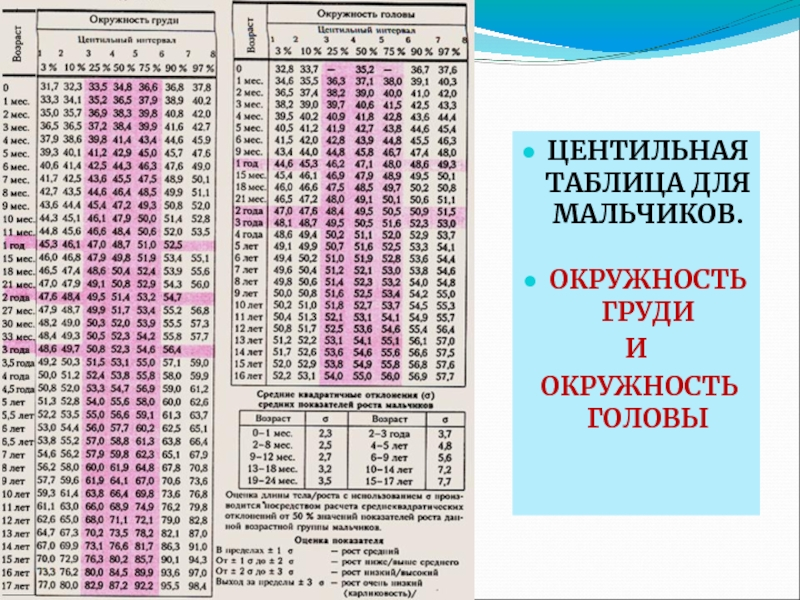 Возраст
Окружность груди
Центильный интервал
1 2 3 4 5 6 7 8
3 % 10 % 25 % 50 % 75 % 90 % 97 %
0 31,7 32,3 33,5 34,8 36,6 36,8 37,8
1 мес. 33,3 34,1 35,2 36,5 37,9 38,9 40,2
2 мес. 35,0 35,7 36,9 38,3 39,8 40,8 42,0
3 мес. 36,5 36,5 37,2 38,4 39,9 41,6 42,7
4 мес. 37,9 38,6 39,8 41,4 43,4 44,6 45,9
5 мес. 39,3 40,1 41,2 42,9 45,0 45,7 47,6
6 мес. 40,6 41,4 42,5 44,3 46,3 47,6 49,0
7 мес. 41,7 42,5 43,6 45,5 47,5 48,9 50,1
8 мес. 42,7 43,5 44,6 46,4 48,5 49,9 51,1
9 мес. 43,6 44,4 45,4 47,2 49,3 50,8 52,0
10 мес. 44,3 45,1 46,1 47,9 50,0 51,4 52,8
11 мес. 44,8 45,6 46,6 48,4 50,6 52,0 53,5
1 год 45,3 46,1 47,0 48,7 51,0 52,5
15 мес. 46,0 46,8 47,9 49,8 51,9 53,4 55,1
18 мес. 46,5 47,4 48,6 50,4 52,4 53,9 55,6
21 мес. 47,0 47,9 49,1 50,8 52,9 54,3 56,0
2 года 47,6 48,4 49,5 51,4 53,2 54,7
27 мес. 47,9 48,7 49,9 51,7 53,4 55,2 56,8
30 мес. 48,2 49,0 50,3 52,0 53,9 55,5 57,3
33 мес. 48,4 49,3 50,5 52,3 54,2 55,8 57,7
3 года 48,6 49,7 50,8 52,3 54,6 56,4
3,5 года 49,2 50,3 51,5 53,1 55,0 57,1 59,0
4 года 50,0 51,2 52,4 53,8 55,8 58,0 59,9
4,5 года 50,8 52,0 53,3 54,7 56,9 59,0 61,2
5 лет 51,3 52,8 54,0 55,6 58,0 60,0 62,6
5,5 лет 52,2 53,5 55,0 56,6 59,1 61,3 63,7
6 лет 53,0 54,4 56,0 57,7 60,2 62,5 65,1
6,5 лет 53,8 55,2 57,0 58,8 61,3 63,8 66,4
7 лет 54,6 56,2 57,9 59,8 62,3 65,1 67,9
8 лет 56,2 58,0 60,0 61,9 64,8 67,8 70,8
9 лет 57,7 59,6 61,9 64,1 67,0 70,6 73,6
10 лет 59,3 61,4 63,8 66,4 69,8 73,8 76,8
11 лет 61,1 63,0 66,0 68,9 74,9 76,2 79,8
12 лет 62,6 65,0 68,0 71,1 72,1 79,0 82,8
13 лет 64,7 67,3 70,2 73,5 78,2 82,1 87,0
14 лет 67,0 69,9 73,1 76,6 81,7 86,3 91,0
15 лет 70,0 72,9 76,3 80,2 85,7 90,1 94,3
16 лет 73,3 76,2 80,0 84,5 89,9 93,6 97,0
17 лет 77,0 80,0 82,9 87,2 92,2 95,5 98,4
Возраст
Окружность головы
Центильный интервал
1 2 3 4 5 6 7 8
3 % 10 % 25 % 50 % 75 % 90 % 97 %
0 32,8 33,7 — 35,2 — 36,7 37,6
1 мес. 34,6 35,5 36,3 37,1 38,0 39,1 40,3
2 мес. 36,5 37,4 38,2 39,0 40,0 41,0 42,0
3 мес. 38,2 39,0 39,7 40,6 41,5 42,5 43,3
4 мес. 39,5 40,2 40,9 41,8 42,8 43,6 44,4
5 мес. 40,5 41,2 41,9 42,7 43,8 44,6 45,4
6 мес. 41,5 42,0 42,8 43,9 44,8 45,5 46,3
9 мес. 43,4 44,0 44,8 45,8 46,7 47,4 48,0
1 год 44,6 45,3 46,2 47,1 48,0 48,6 49,3
15 мес. 45,4 46,1 46,9 47,9 48,9 49,5 50,1
18 мес. 46,0 46,6 47,5 48,5 49,7 50,2 50,8
21 мес. 46,5 47,2 48,0 49,1 50,1 50,6 51,1
2 года 47,0 47,6 48,4 49,5 50,5 50,9 51,5
3 года 48,1 48,7 49,5 50,5 51,6 52,3 53,0
4 года 48,6 49,4 50,2 51,1 52,0 52,9 53,7
5 лет 49,1 49,9 50,7 51,6 52,5 53,3 54,1
6 лет 49,4 50,2 51,0 51,9 52,8 53,6 54,4
7 лет 49,6 50,4 51,2 52,1 53,0 53,8 54,6
8 лет 49,8 50,6 51,3 52,3 53,2 54,0 54,8
9 лет 50,0 50,8 51,6 52,5 53,4 54,2 55,0
10 лет 50,2 51,0 51,8 52,7 53,7 54,5 55,3
11 лет 50,4 51,3 52,1 53,1 54,1 54,9 55,7
12 лет 50,8 51,7 52,5 53,6 54,6 55,4 56,4
13 лет 51,2 52,2 53,1 54,1 55,1 56,1 57,0
14 лет 51,7 52,6 53,6 54,6 55,5 56,6 57,5
15 лет 52,0 52,9 53,8 54,9 55,8 56,8 57,6
16 лет 52,2 53,1 54,0 55,0 56,0 56,9 57,7
Средние квадратичные отклонения (σ)
средних показателей роста мальчиков
Возраст σ Возраст σ
0—1 мес. 2,3 2—3 года 3,7
2—8 мес. 2,5 4—5 лет 4,8
9—12 мес. 2,7 6—9 лет 5,6
13—18 мес. 3,2 10—14 лет 7,2
19—24 мес. 3,5 15—17 лет 7,7
Оценка длины тела/роста с использованием σ произ-
водится посредством расчета среднеквадратических
отклонений от 50 % значений показателей роста дан-
ной возрастной группы мальчиков.
Оценка показателя
В пределах ± 1 σ — рост средний
От ± 1 σ до ± 2 σ — рост ниже/выше среднего
От ± 2 σ до ± 3 σ — рост низкий/высокий
Выход за пределы ± 3 σ — рост очень низкий
(карликовость)/
ЦЕНТИЛЬНАЯ
ТАБЛИЦА ДЛЯ
МАЛЬЧИКОВ.
ОКРУЖНОСТЬ
ГРУДИ
И
ОКРУЖНОСТЬ
ГОЛОВЫ